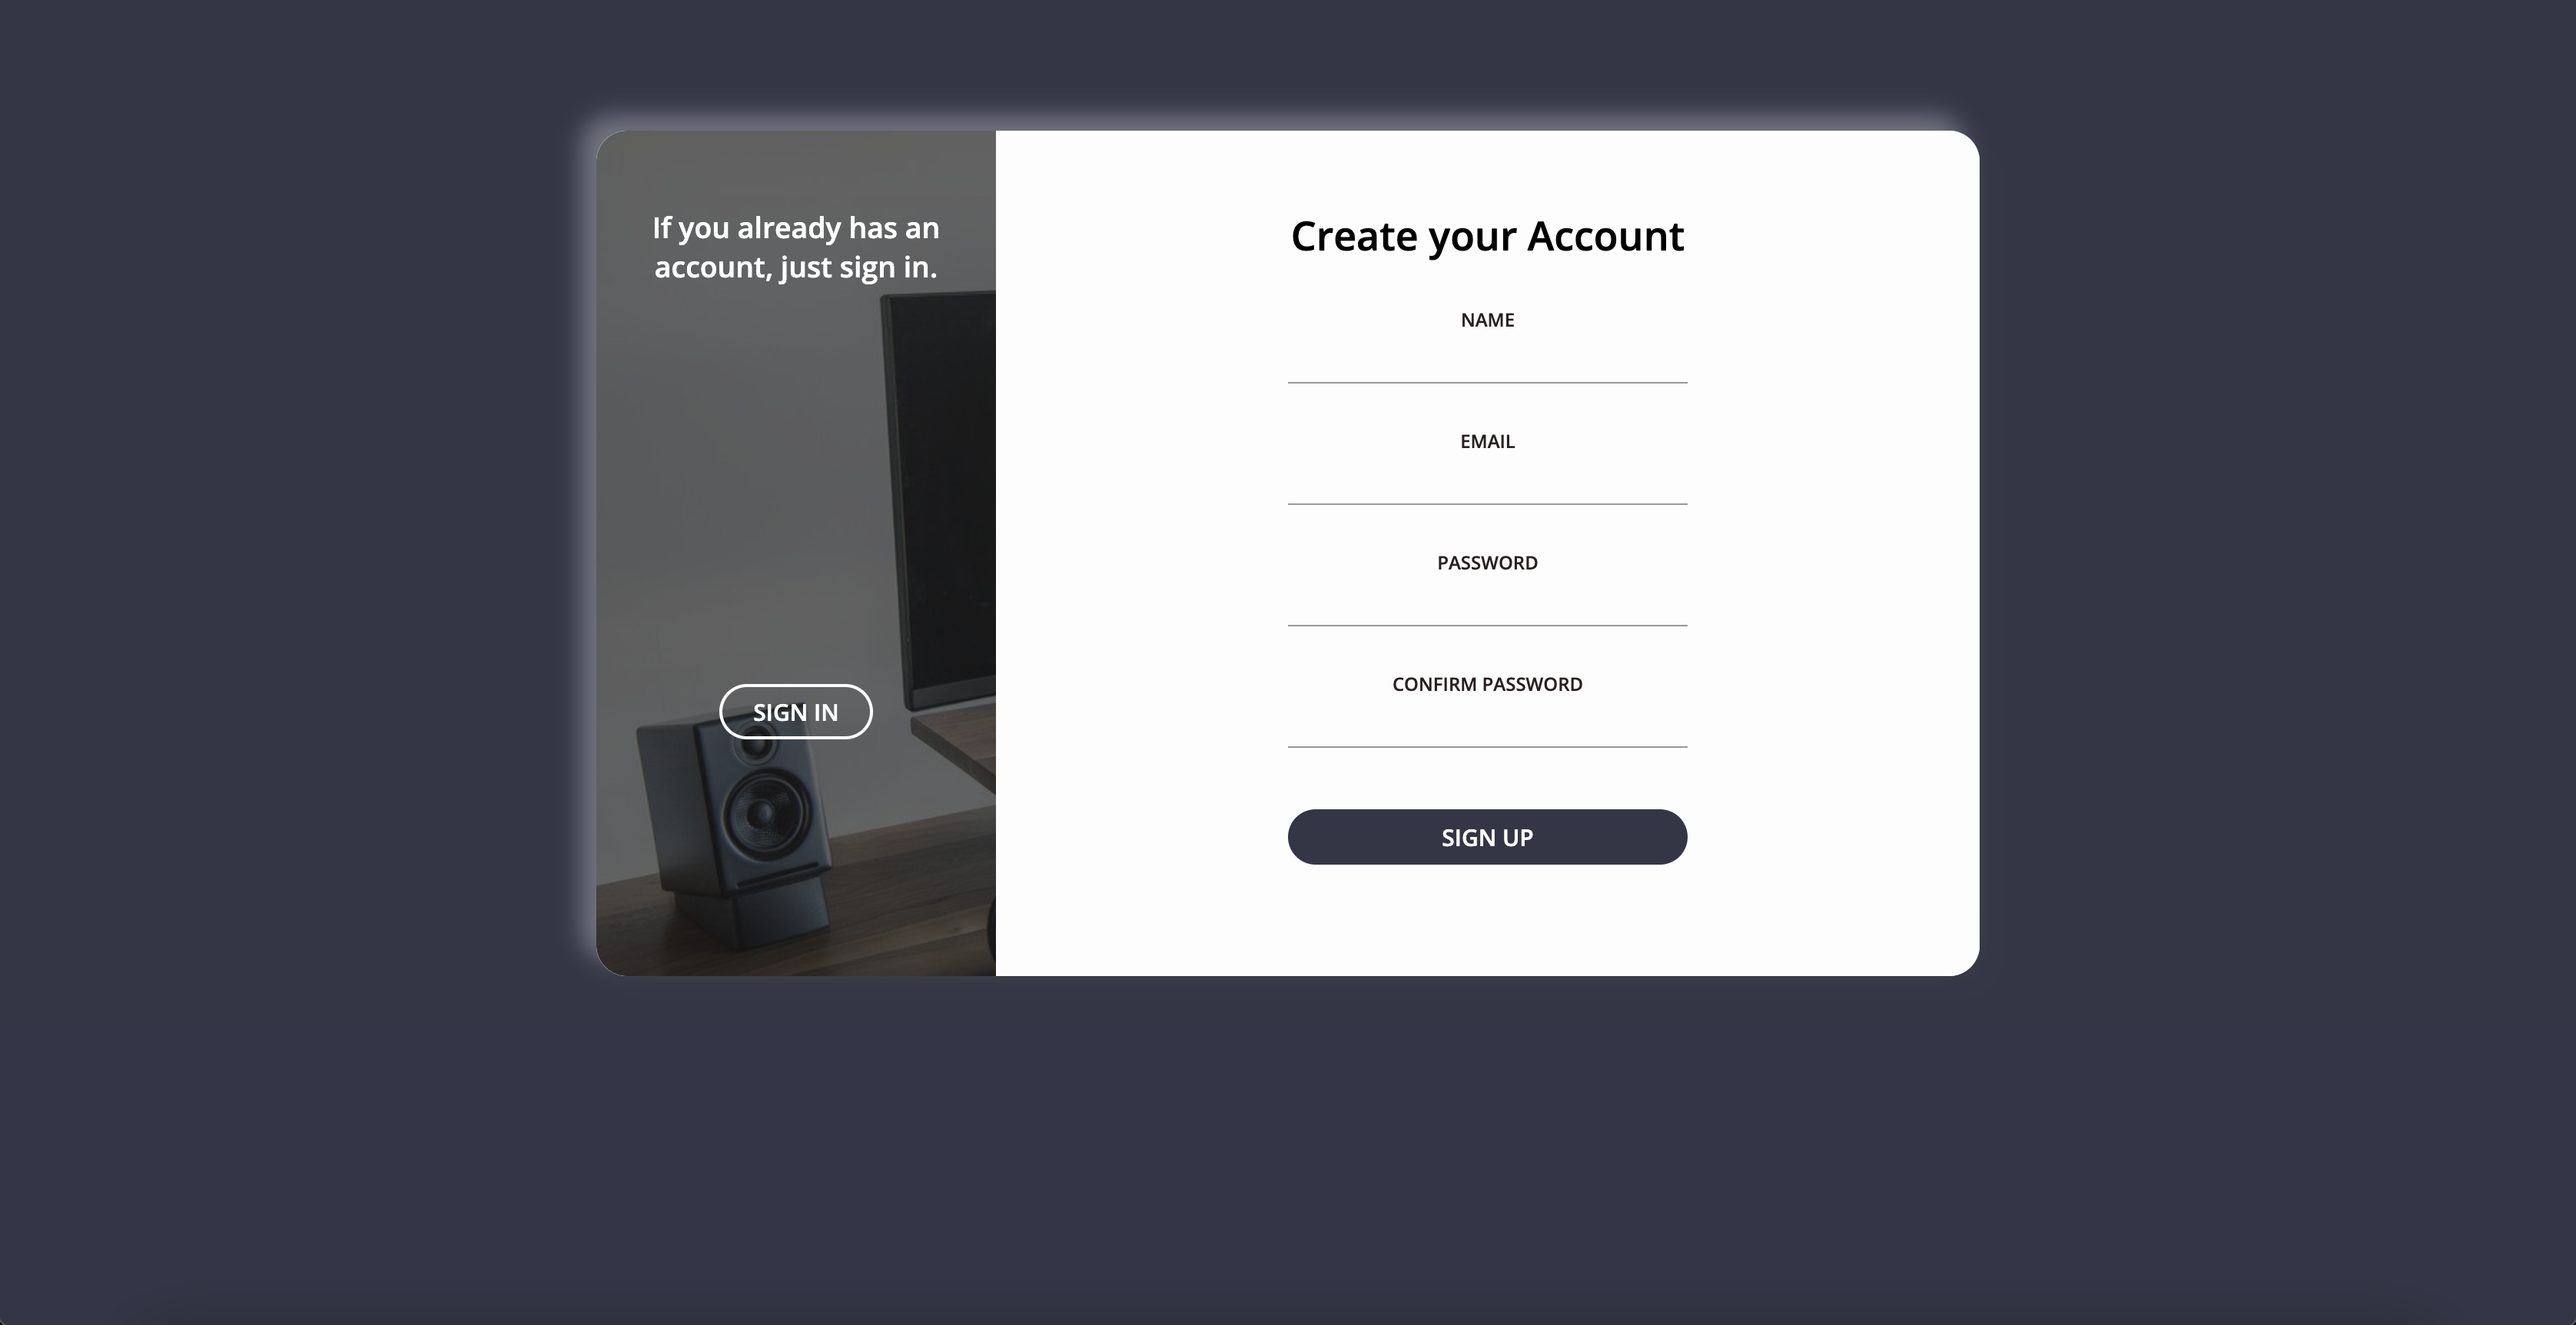 If you already has an
account, just sign in.
SIGN IN
Create your Account
NAME
EMAIL
PASSWORD
CONFIRM PASSWORD
SIGN UP